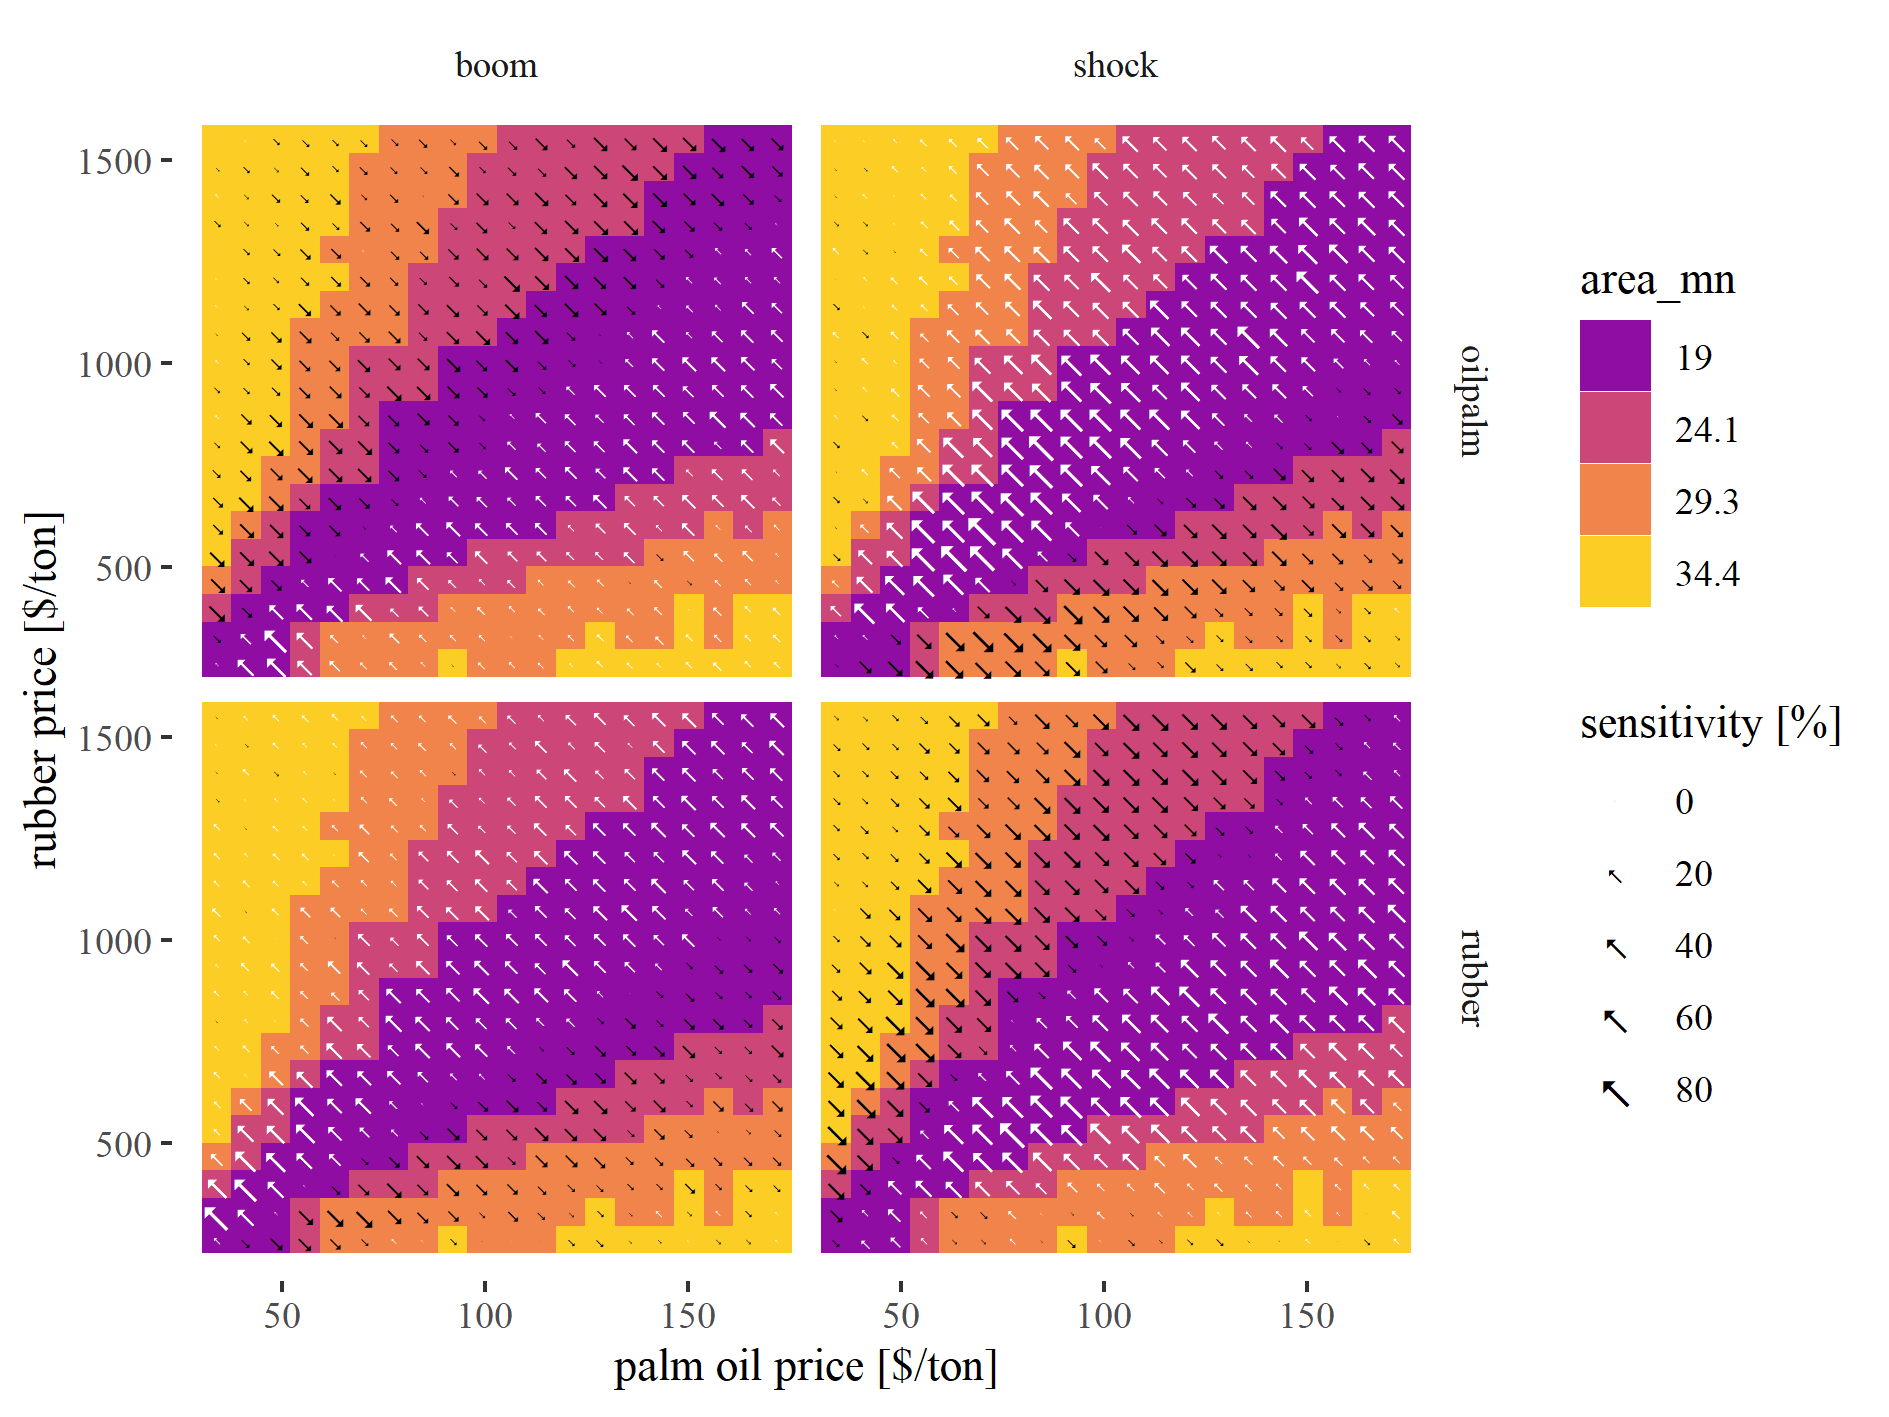 boom
shock
1500
1000
500
oilpalm
1500
1000
500
rubber
rubber price [$/ton]
50
100
150
50
100
150
palm oil price [$/ton]
area_mn
19
24.1
29.3
34.4
sensitivity [%]
0
20
40
60
80